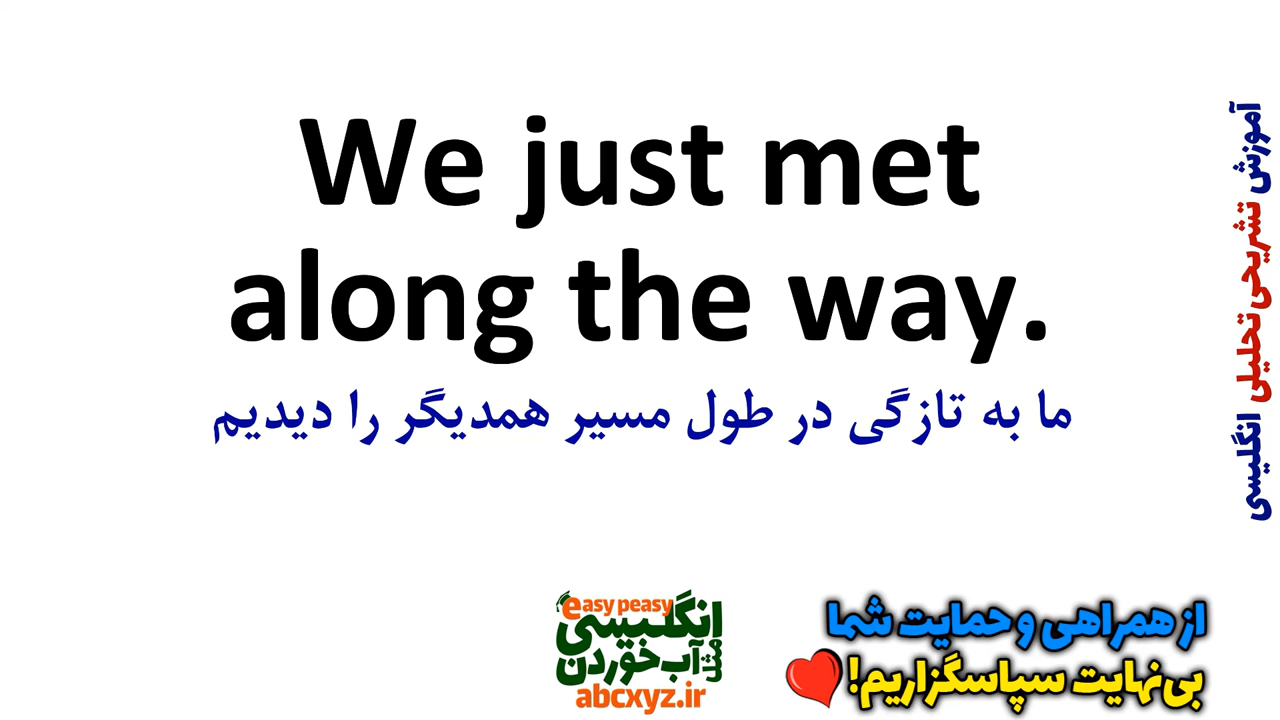 We just met
along the way.
ما به تازگی در طول مسیر همدیگر را دیدیم
آموزش تشریحی تحلیلی انگلیسی
easy peasy
انگلیسی
مثل
آب خوردن
abcxyz.ir
از همراهی و حمایت شما
بی‌نهایت سپاسگزاریم!